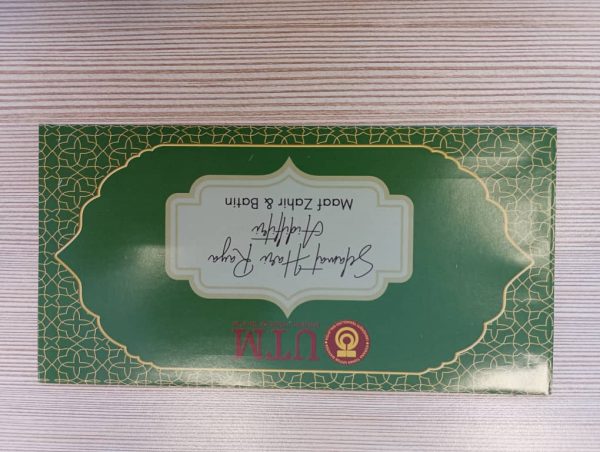 UTM
Selamat Hari Raya
Aidilfitri
Maaf Zahir & Batin